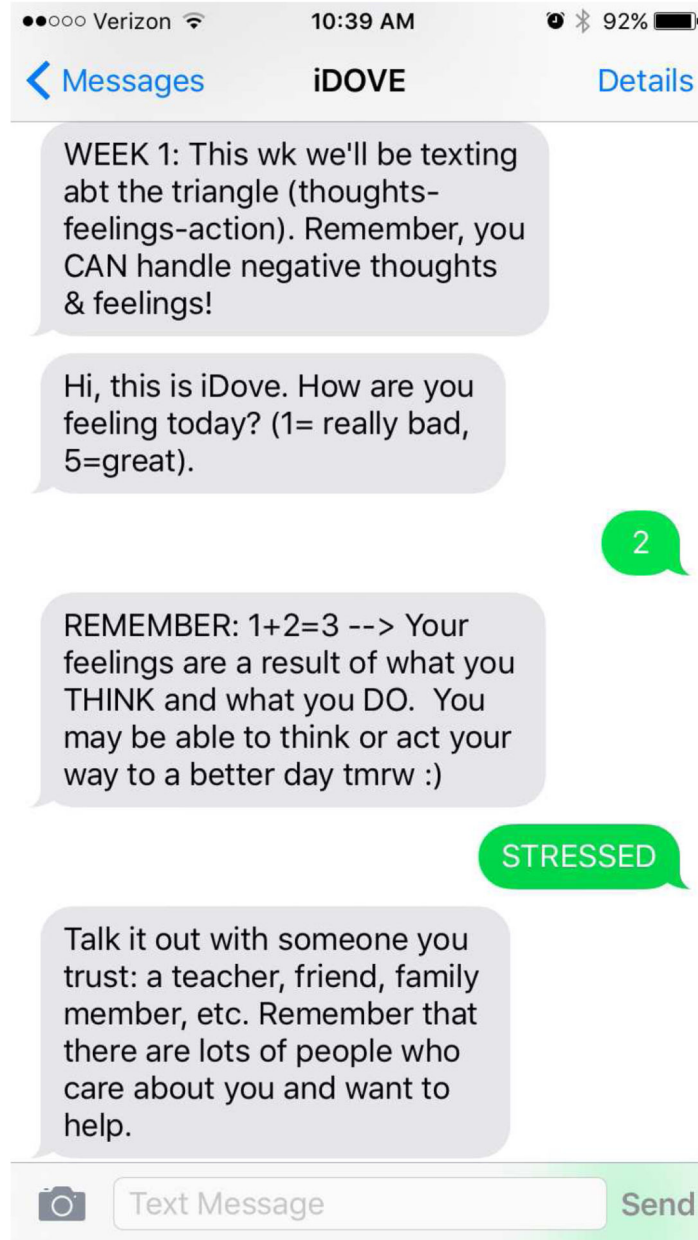 Verizon 10:39 AM 92%
Messages iDOVE Details
WEEK 1: This wk we'll be texting
abt the triangle (thoughts-
feelings-action). Remember, you
CAN handle negative thoughts
& feelings!
Hi, this is iDove. How are you
feeling today? (1= really bad,
5=great).
2
REMEMBER: 1+2=3 --> Your
feelings are a result of what you
THINK and what you DO.  You
may be able to think or act your
way to a better day tmrw :)
STRESSED
Talk it out with someone you
trust: a teacher, friend, family
member, etc. Remember that
there are lots of people who
care about you and want to
help.
Text Message Send